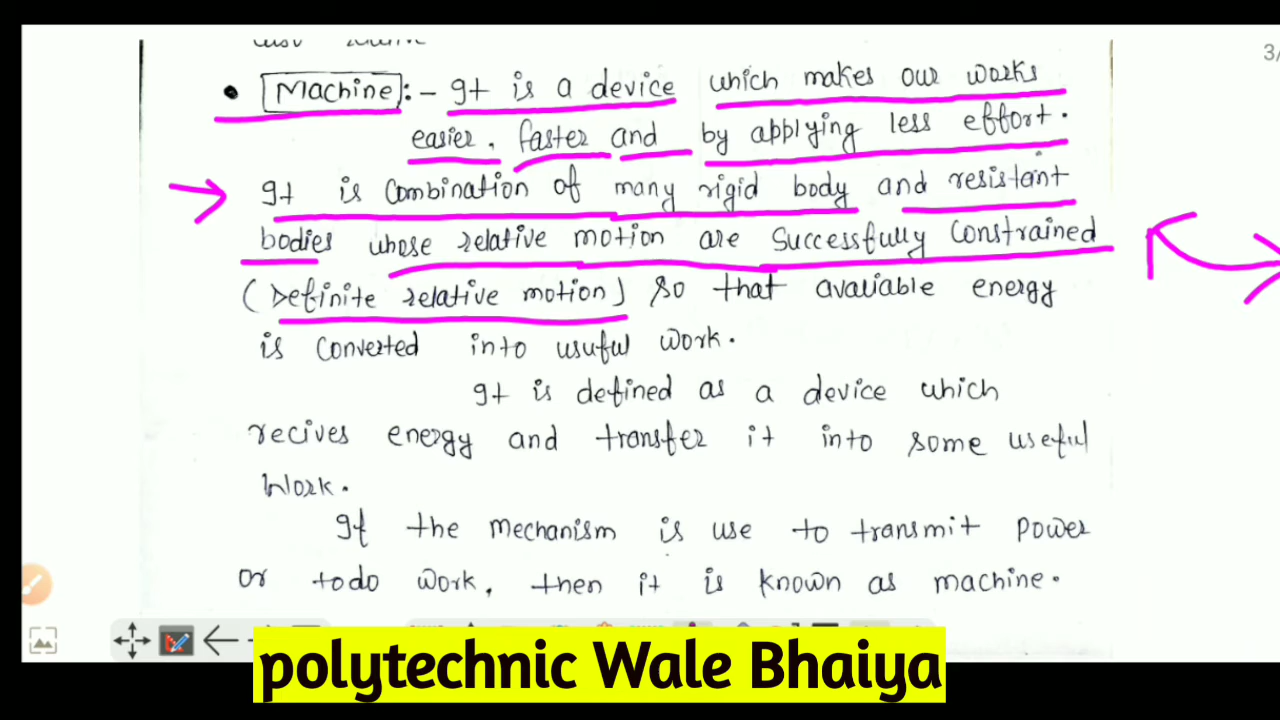 • Machine :- It is a device which makes our works
easier, faster and by applying less effort.
→ It is combination of many rigid body and resistant
bodies whose relative motion are successfully constrained
(Definite relative motion) so that avaliable energy
is converted into usuful work.
It is defined as a device which
recives energy and transfer it into some useful
Work.
If the mechanism is use to transmit power
or todo work, then it is known as machine.
3/
polytechnic Wale Bhaiya